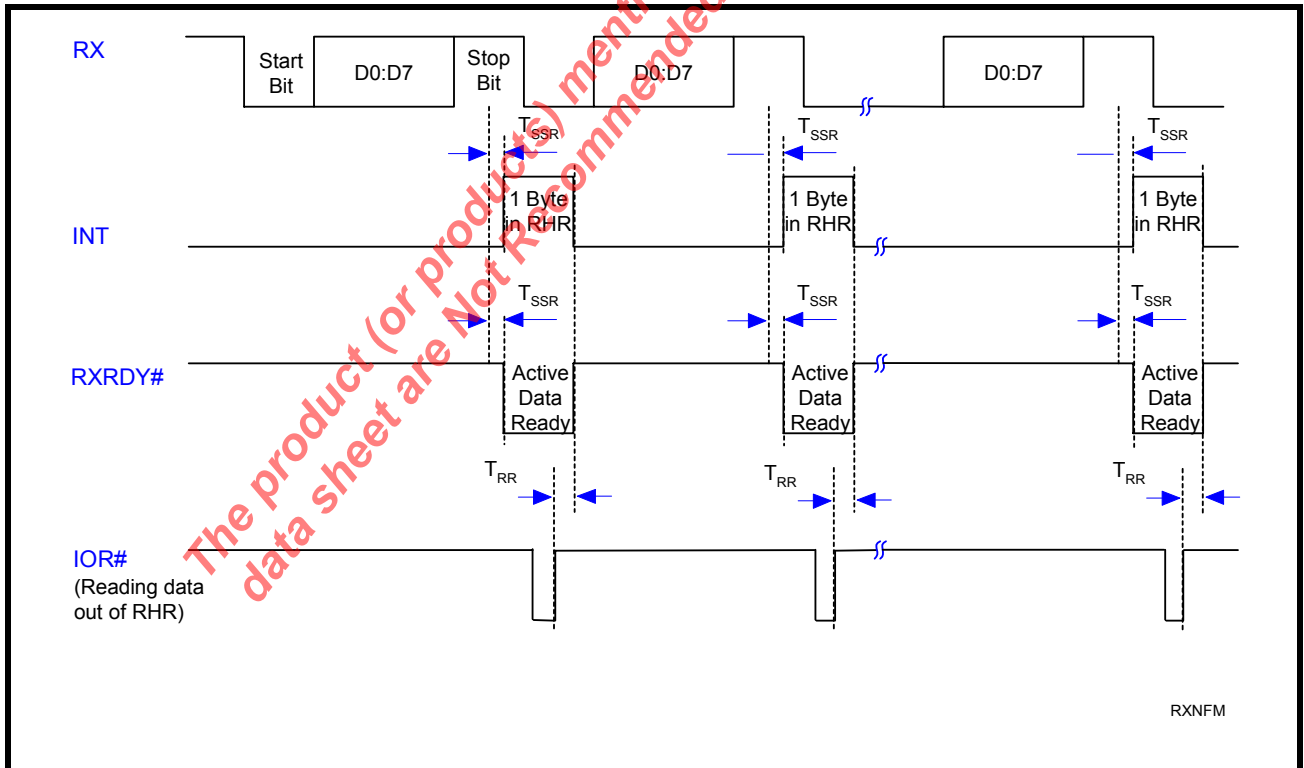 RX
Start
Bit
D0:D7
Stop
Bit
D0:D7
D0:D7
TSSR
TSSR
TSSR
INT
1 Byte
in RHR
1 Byte
in RHR
1 Byte
in RHR
TSSR
TSSR
TSSR
RXRDY#
Active
Data
Ready
Active
Data
Ready
Active
Data
Ready
TRR
TRR
TRR
IOR#
(Reading data
out of RHR)
RXNFM
The product (or products)
data sheet are Not Recommended